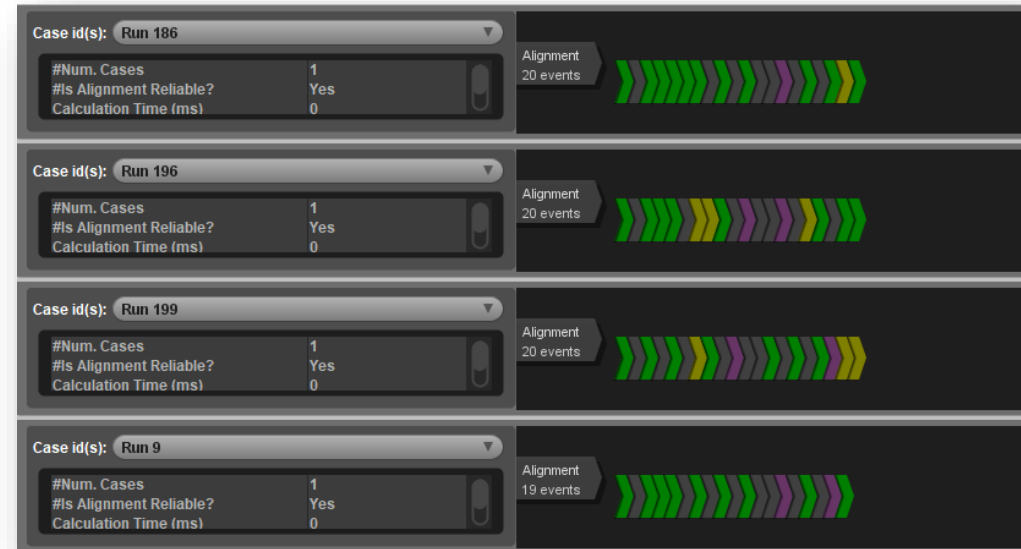 Case id(s): Run 186
#Num. Cases 1
#Is Alignment Reliable? Yes
Calculation Time (ms) 0
Alignment
20 events
Case id(s): Run 196
#Num. Cases 1
#Is Alignment Reliable? Yes
Calculation Time (ms) 0
Alignment
20 events
Case id(s): Run 199
#Num. Cases 1
#Is Alignment Reliable? Yes
Calculation Time (ms) 0
Alignment
20 events
Case id(s): Run 9
#Num. Cases 1
#Is Alignment Reliable? Yes
Calculation Time (ms) 0
Alignment
19 events